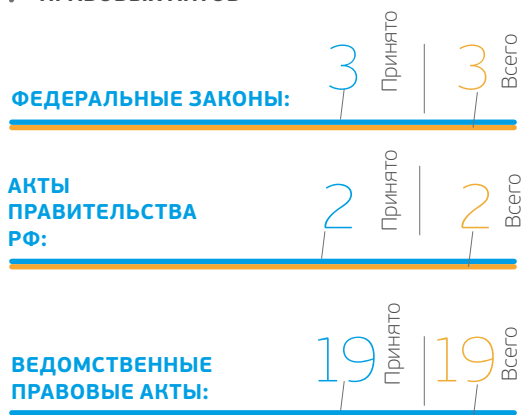 3 Принято 3 Всего
ФЕДЕРАЛЬНЫЕ ЗАКОНЫ:
АКТЫ
ПРАВИТЕЛЬСТВА
РФ:
2 Принято 2 Всего
19 Принято 19 Всего
ВЕДОМСТВЕННЫЕ
ПРАВОВЫЕ АКТЫ: